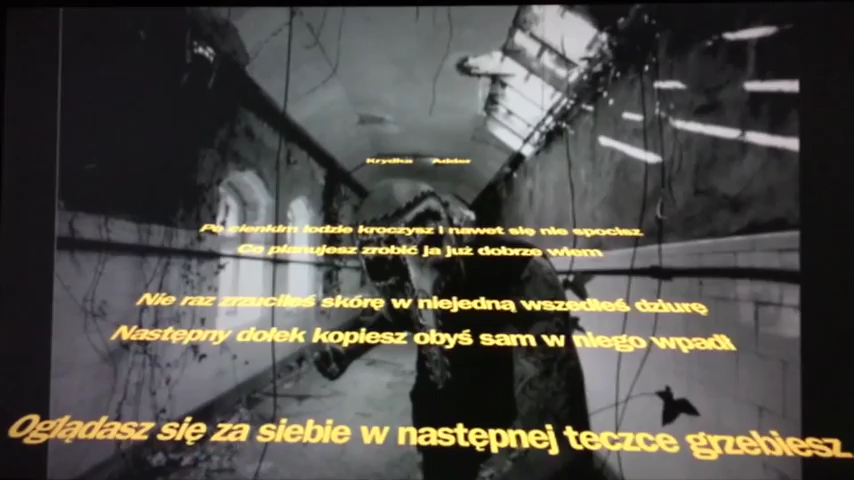 Krydha Adder
Po cienkim lodzie kroczysz i nawet się nie spocisz
Co planujesz zrobić ja już dobrze wiem
Nie raz zrzuciłeś skórę w niejedną wszedłeś dziurę
Następny dołek kopiesz obyś sam w niego wpadł
Oglądasz się za siebie w następnej teczce grzebiesz